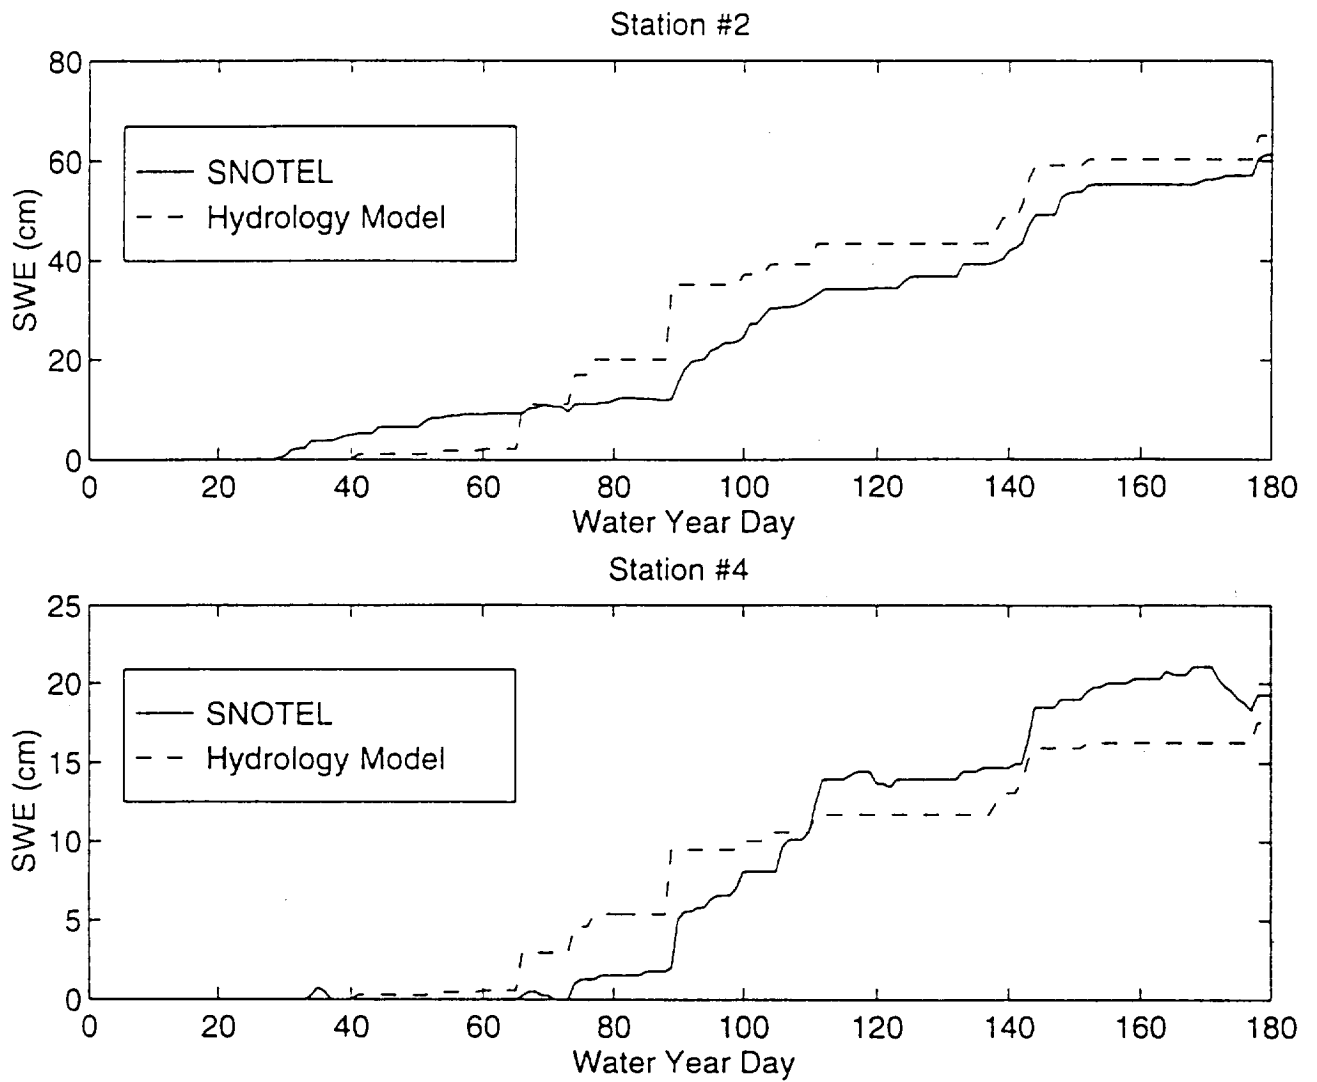 Station #2
80
60
40
20
0
SWE (cm)
SNOTEL
Hydrology Model
0 20 40 60 80 100 120 140 160 180
Water Year Day
Station #4
25
20
15
10
5
0
SWE (cm)
SNOTEL
Hydrology Model
0 20 40 60 80 100 120 140 160 180
Water Year Day